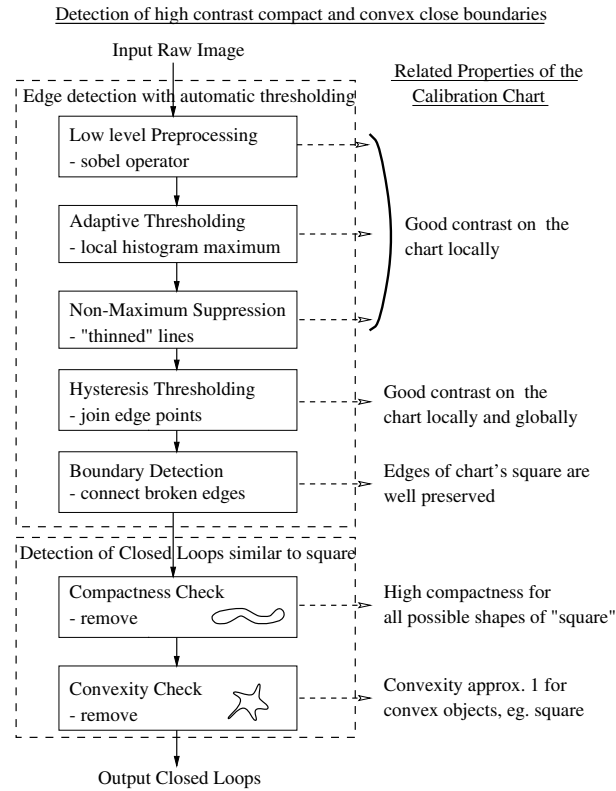 Detection of high contrast compact and convex close boundaries
Input Raw Image
Related Properties of the
Calibration Chart
Edge detection with automatic thresholding
Low level Preprocessing
- sobel operator
Adaptive Thresholding
- local histogram maximum
Good contrast on the
chart locally
Non-Maximum Suppression
- "thinned" lines
Hysteresis Thresholding
- join edge points
Good contrast on the
chart locally and globally
Boundary Detection
- connect broken edges
Edges of chart's square are
well preserved
Detection of Closed Loops similar to square
Compactness Check
- remove
High compactness for
all possible shapes of "square"
Convexity Check
- remove
Convexity approx. 1 for
convex objects, eg. square
Output Closed Loops